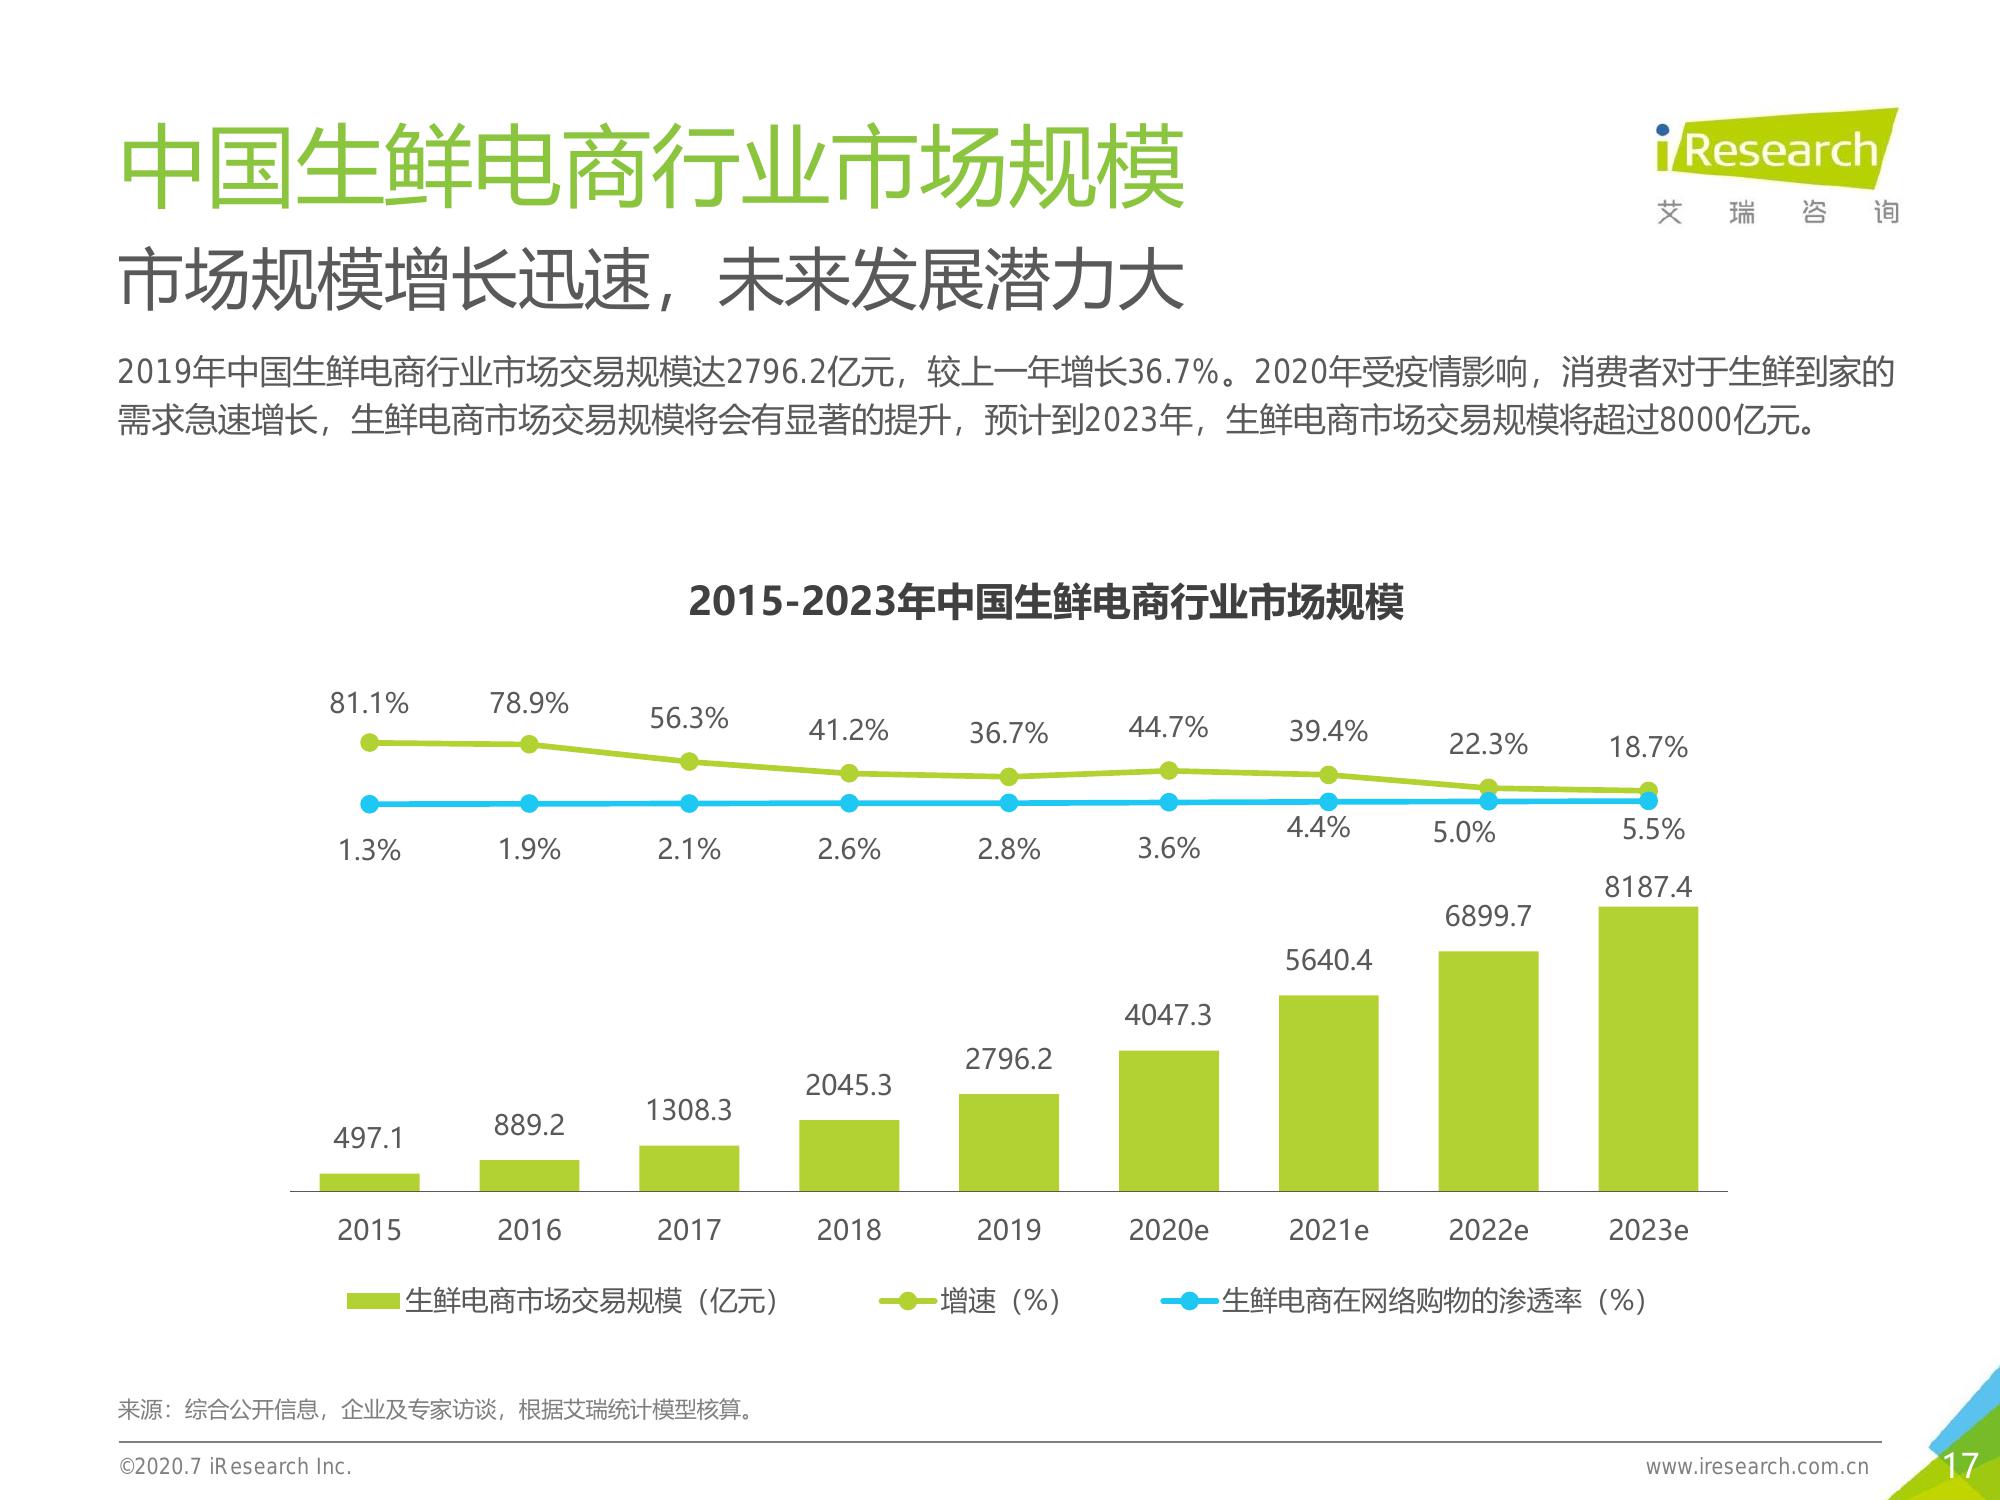 中国生鲜电商行业市场规模
iResearch
艾瑞咨询
市场规模增长迅速，未来发展潜力大
2019年中国生鲜电商行业市场交易规模达2796.2亿元，较上一年增长36.7%。2020年受疫情影响，消费者对于生鲜到家的
需求急速增长，生鲜电商市场交易规模将会有显著的提升，预计到2023年，生鲜电商市场交易规模将超过8000亿元。
2015-2023年中国生鲜电商行业市场规模
81.1% 78.9% 56.3% 41.2% 36.7% 44.7% 39.4% 22.3% 18.7%
1.3% 1.9% 2.1% 2.6% 2.8% 3.6% 4.4% 5.0% 5.5%
497.1 889.2 1308.3 2045.3 2796.2 4047.3 5640.4 6899.7 8187.4
2015 2016 2017 2018 2019 2020e 2021e 2022e 2023e
生鲜电商市场交易规模（亿元） 增速（%） 生鲜电商在网络购物的渗透率（%）
来源：综合公开信息，企业及专家访谈，根据艾瑞统计模型核算。
©2020.7 iResearch Inc. www.iresearch.com.cn 17